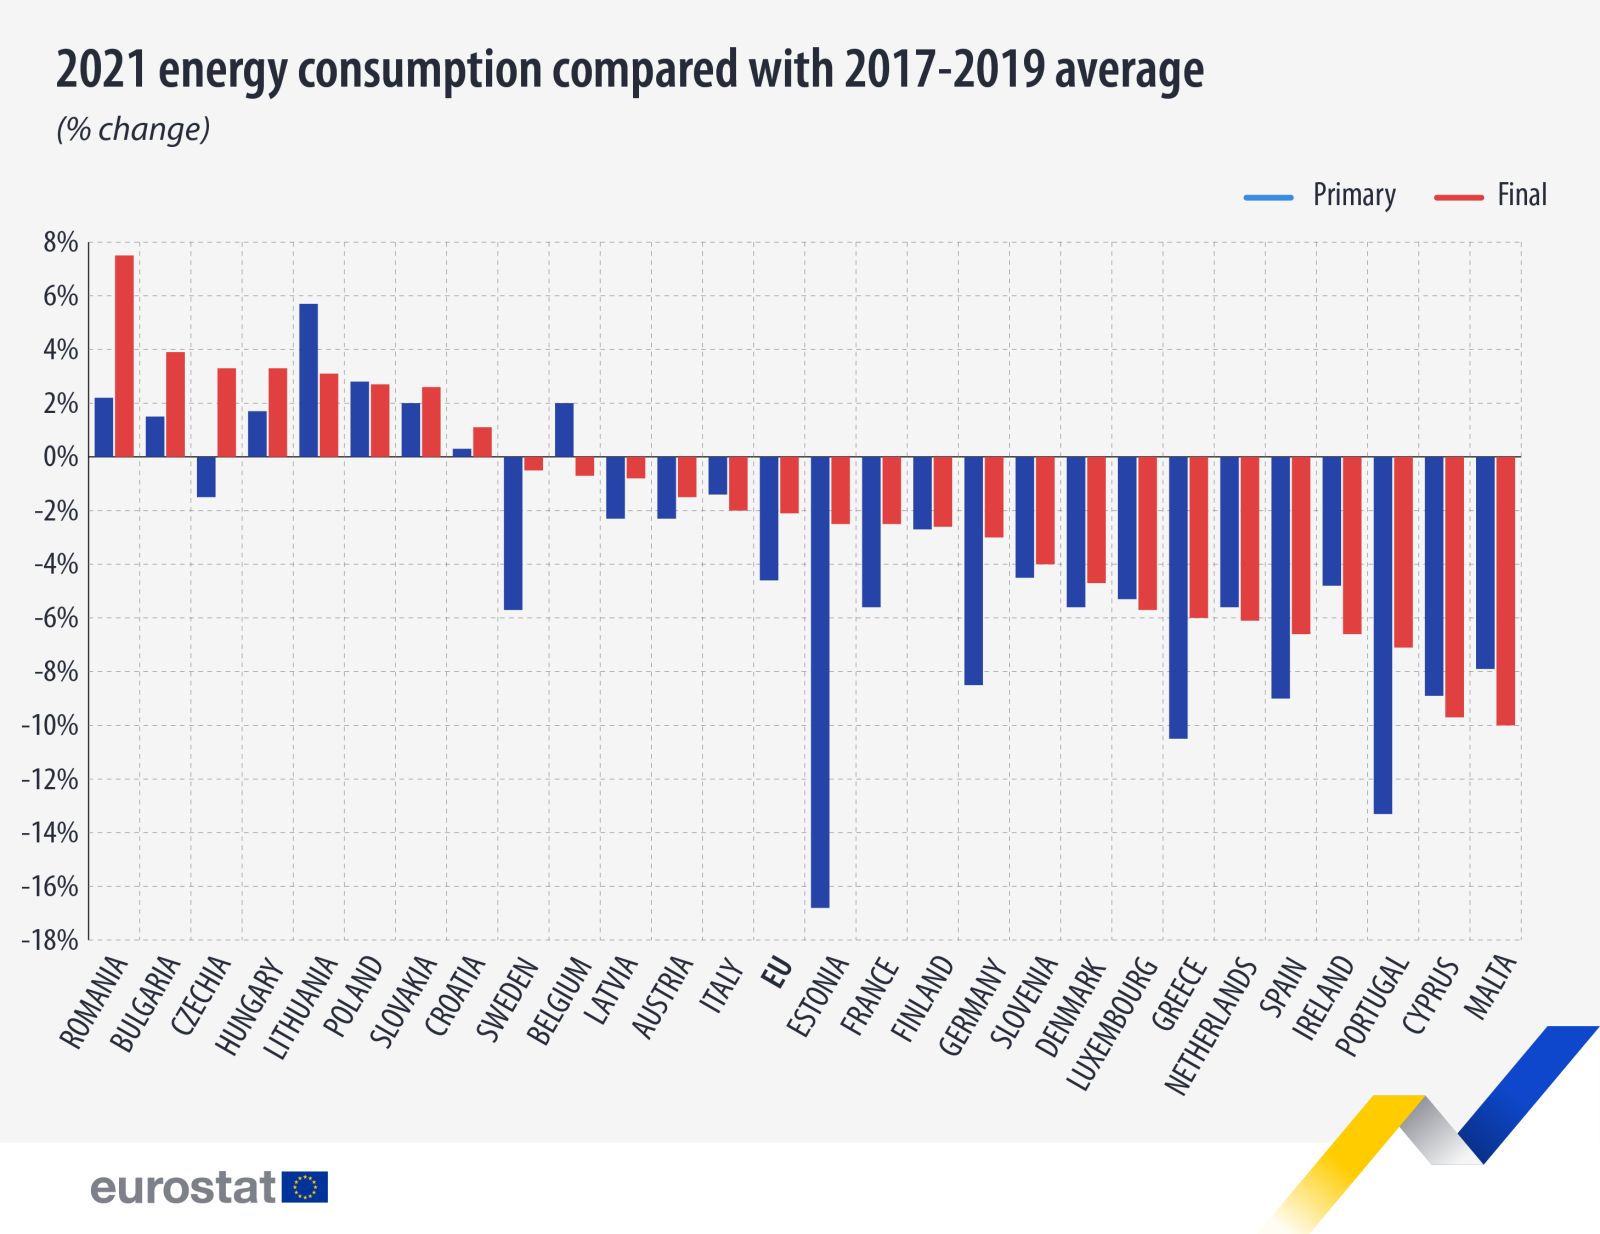 2021 energy consumption compared with 2017-2019 average
(% change)
Primary
Final
8%
6%
4%
2%
0%
-2%
-4%
-6%
-8%
-10%
-12%
-14%
-16%
-18%
ROMANIA
BULGARIA
CZECHIA
HUNGARY
LITHUANIA
POLAND
SLOVAKIA
CROATIA
SWEDEN
BELGIUM
LATVIA
AUSTRIA
ITALY
EU
ESTONIA
FRANCE
FINLAND
GERMANY
SLOVENIA
DENMARK
LUXEMBOURG
GREECE
NETHERLANDS
SPAIN
IRELAND
PORTUGAL
CYPRUS
MALTA
eurostat